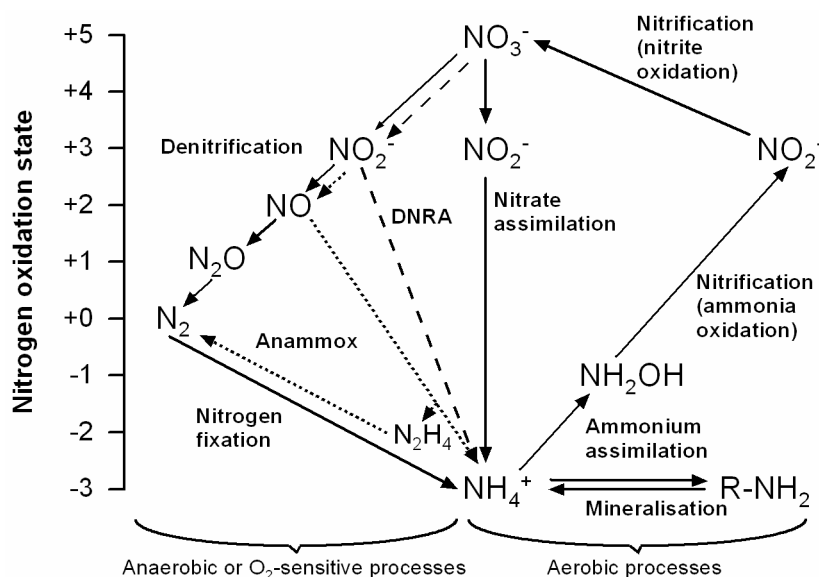 Nitrogen oxidation state
+5
+4
+3
+2
+1
+0
-1
-2
-3
NO₃⁻
Nitrification
(nitrite
oxidation)
Denitrification
NO₂⁻
NO₂⁻
NO₂⁻
NO
DNRA
Nitrate
assimilation
N₂O
Nitrification
(ammonia
oxidation)
N₂
Anammox
NH₂OH
Nitrogen
fixation
N₂H₄
Ammonium
assimilation
NH₄⁺
R-NH₂
Mineralisation
Anaerobic or O₂-sensitive processes
Aerobic processes